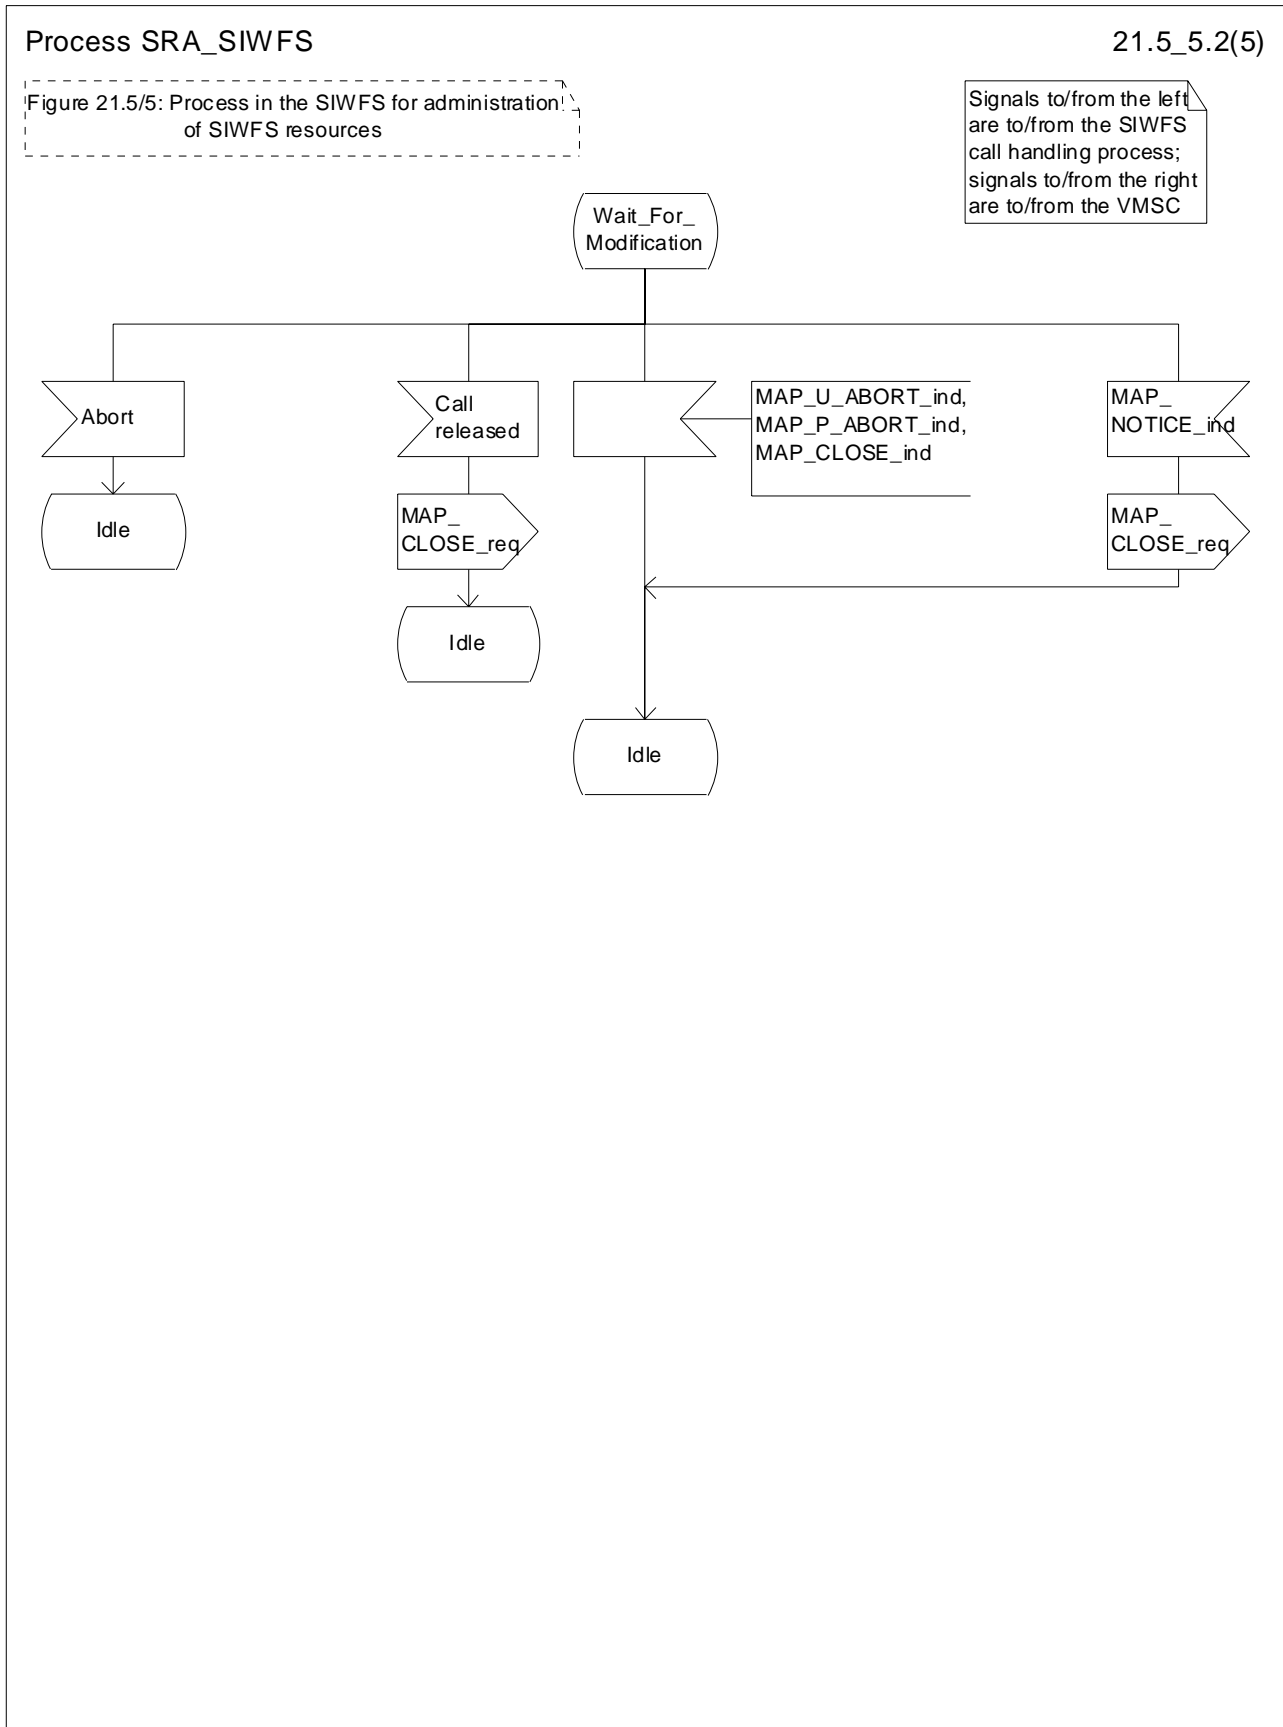 Process SRA_SIWFS
21.5_5.2(5)
Figure 21.5/5: Process in the SIWFS for administration
of SIWFS resources
Signals to/from the left
are to/from the SIWFS
call handling process;
signals to/from the right
are to/from the VMSC
Wait_For_
Modification
Abort
Call
released
MAP_U_ABORT_ind,
MAP_P_ABORT_ind,
MAP_CLOSE_ind
MAP_
NOTICE_ind
Idle
MAP_
CLOSE_req
MAP_
CLOSE_req
Idle
Idle